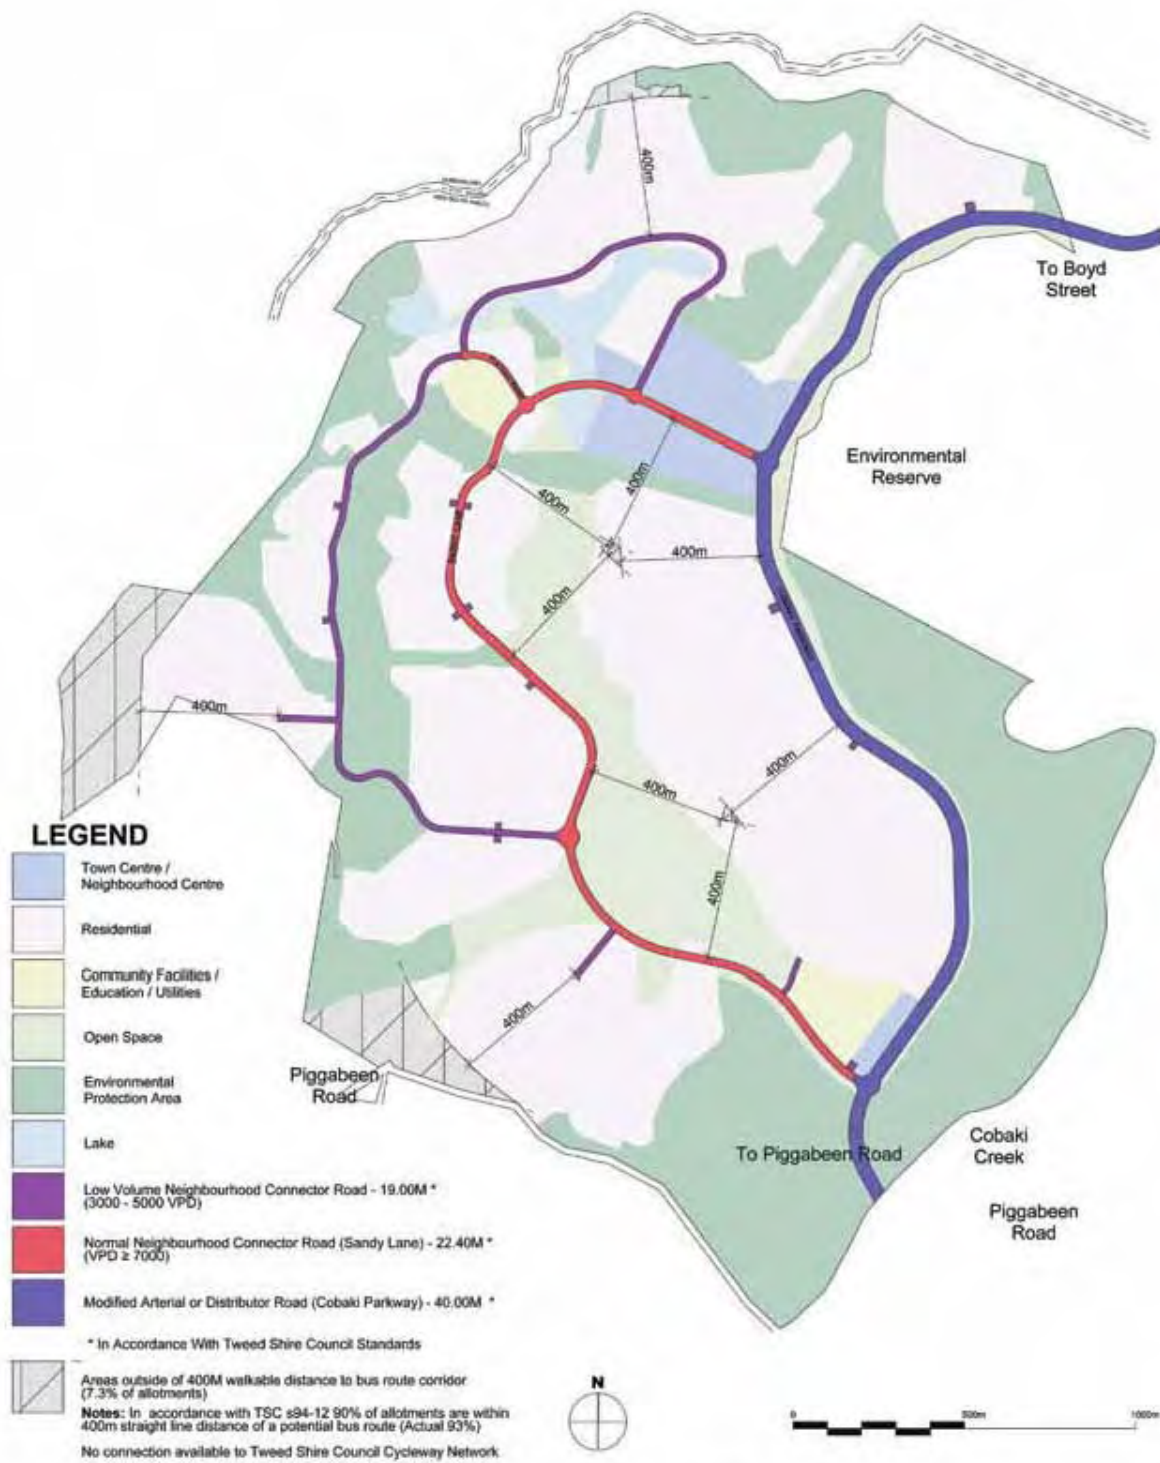 400m
To Boyd
Street
Environmental
Reserve
400m
400m
400m
400m
400m
400m
400m
400m
400m
Piggabeen
Road
To Piggabeen Road
Cobaki
Creek
Piggabeen
Road
LEGEND
Town Centre /
Neighbourhood Centre
Residential
Community Facilities /
Education / Utilities
Open Space
Environmental
Protection Area
Lake
Low Volume Neighbourhood Connector Road - 19.00M *
(3000 - 5000 VPD)
Normal Neighbourhood Connector Road (Sandy Lane) - 22.40M *
(VPD ≥ 7000)
Modified Arterial or Distributor Road (Cobaki Parkway) - 40.00M *
* In Accordance With Tweed Shire Council Standards
Areas outside of 400M walkable distance to bus route corridor
(7.3% of allotments)
Notes: In accordance with TSC s94-12 90% of allotments are within
400m straight line distance of a potential bus route (Actual 93%)
No connection available to Tweed Shire Council Cycleway Network
N
0
500m
1000m